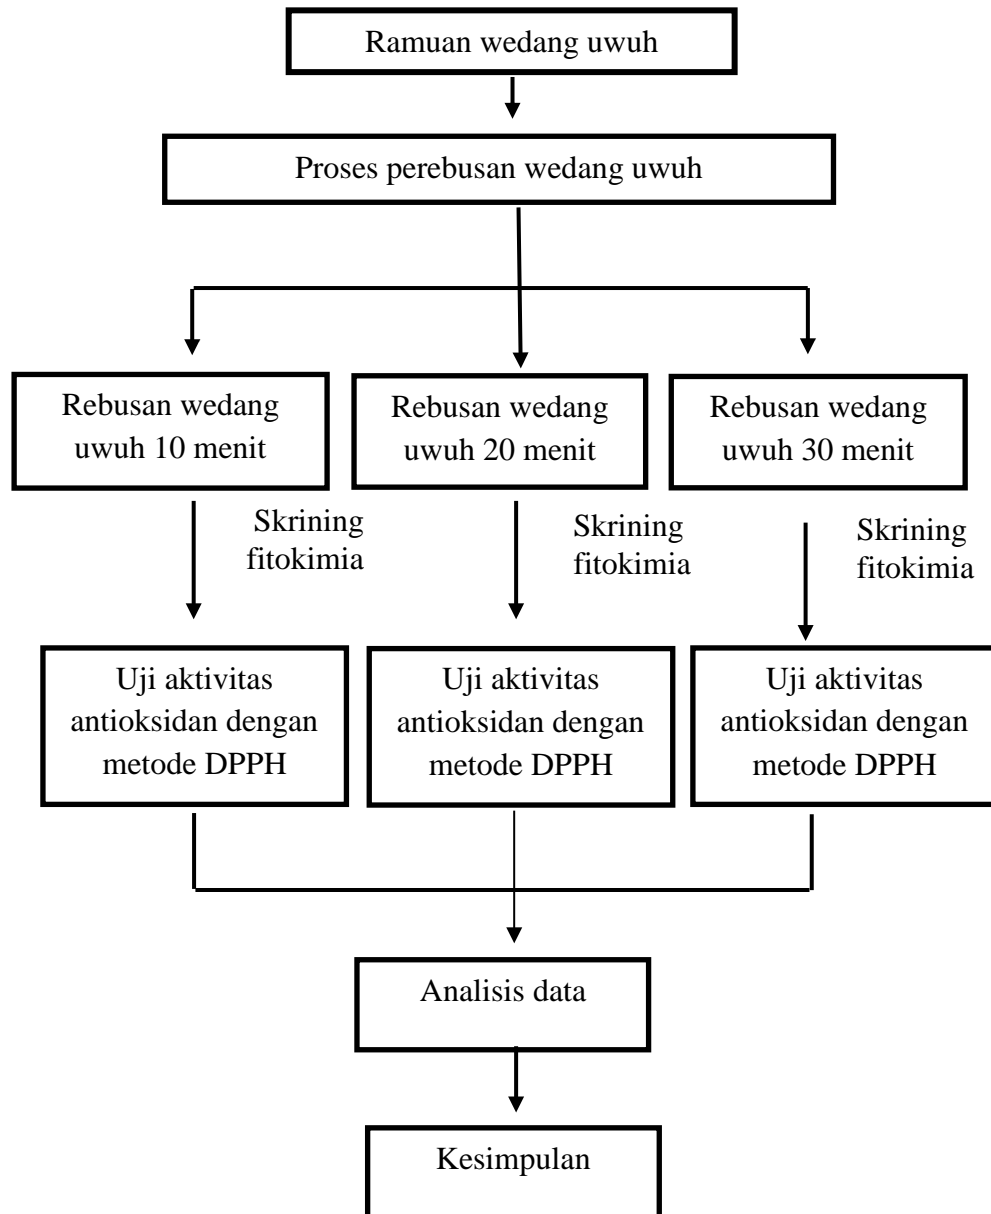 Ramuan wedang uwuh
Proses perebusan wedang uwuh
Rebusan wedang
uwuh 10 menit
Rebusan wedang
uwuh 20 menit
Rebusan wedang
uwuh 30 menit
Skrining
fitokimia
Skrining
fitokimia
Skrining
fitokimia
Uji aktivitas
antioksidan dengan
metode DPPH
Uji aktivitas
antioksidan dengan
metode DPPH
Uji aktivitas
antioksidan dengan
metode DPPH
Analisis data
Kesimpulan